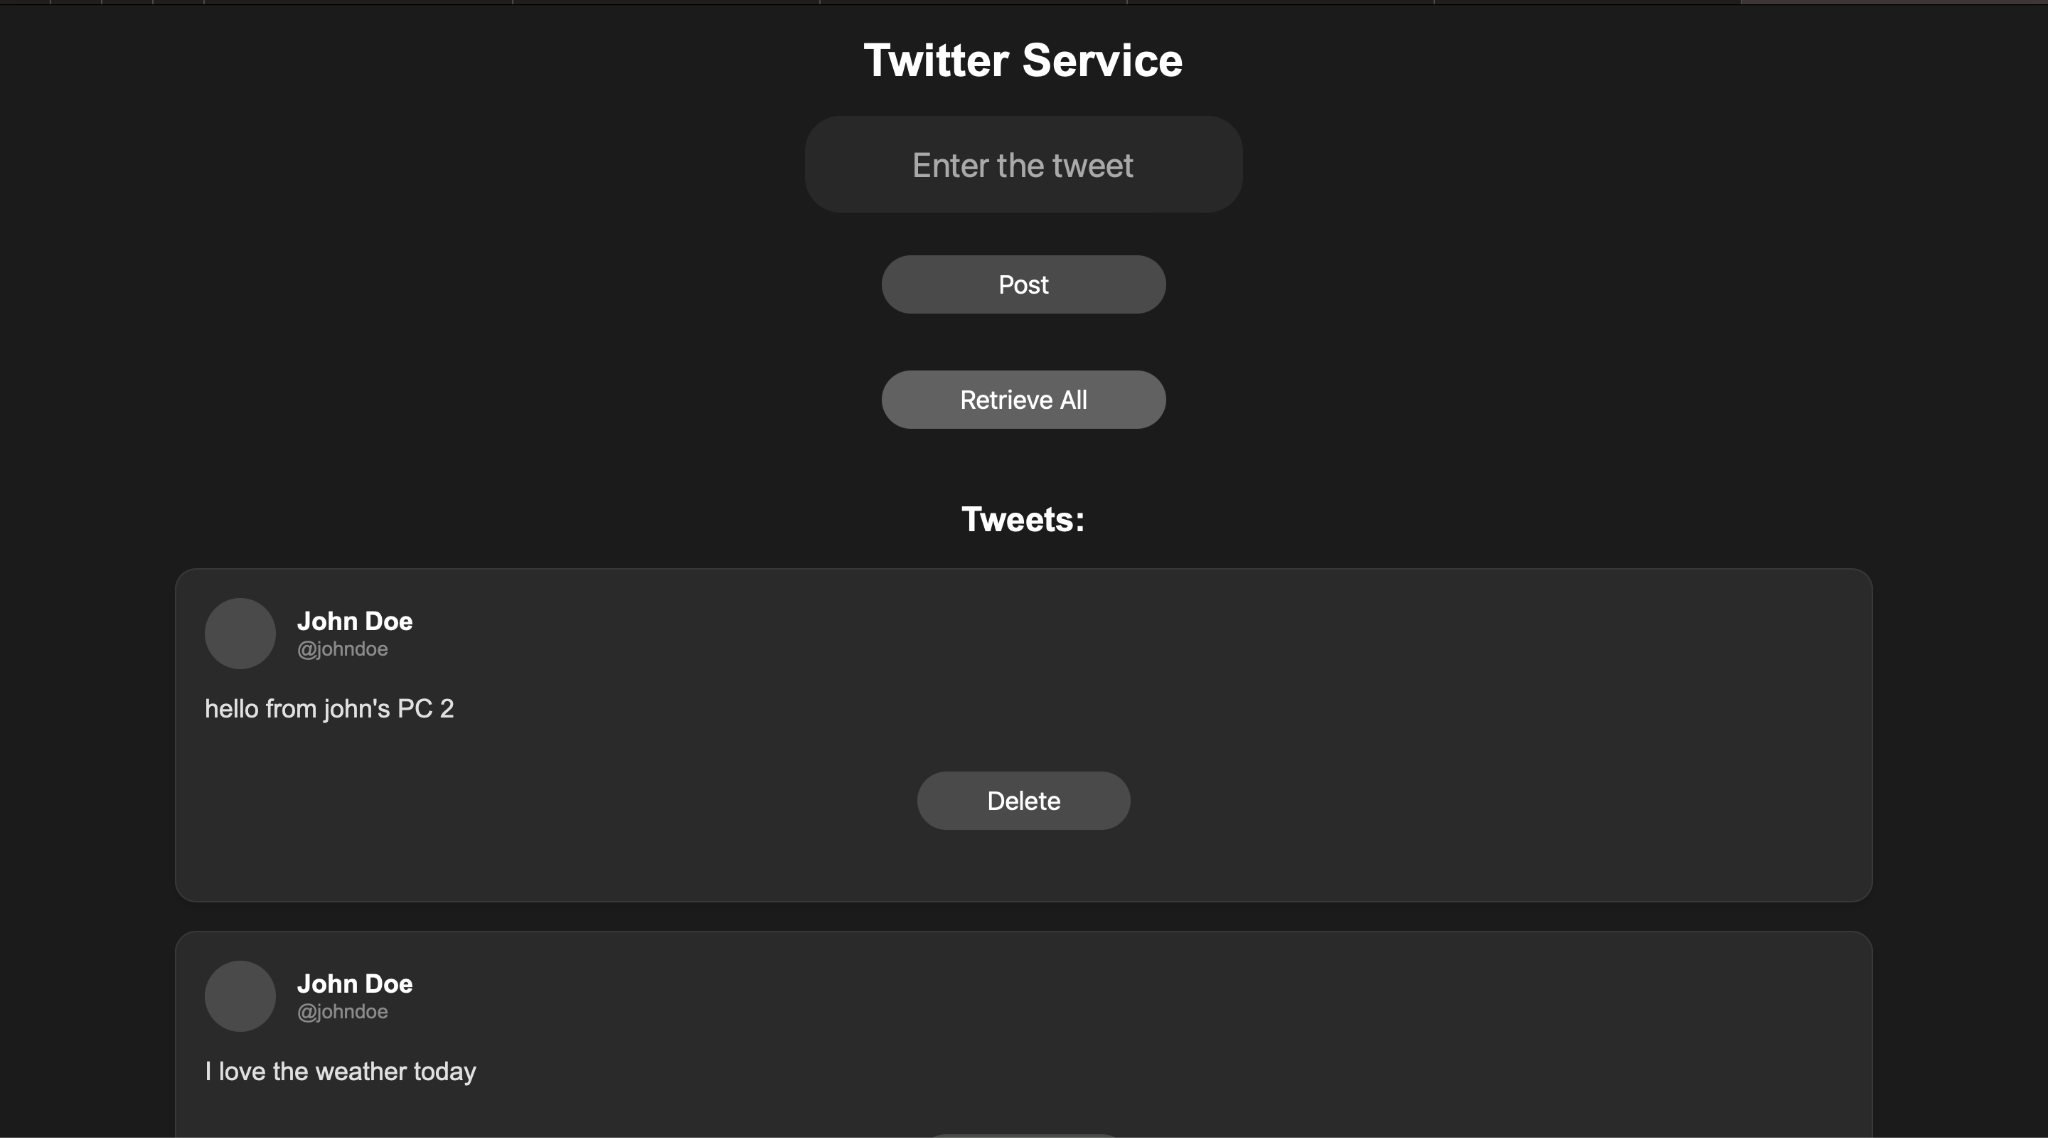 Twitter Service
Enter the tweet
Post
Retrieve All
Tweets:
John Doe
@johndoe
hello from john's PC 2
Delete
John Doe
@johndoe
I love the weather today